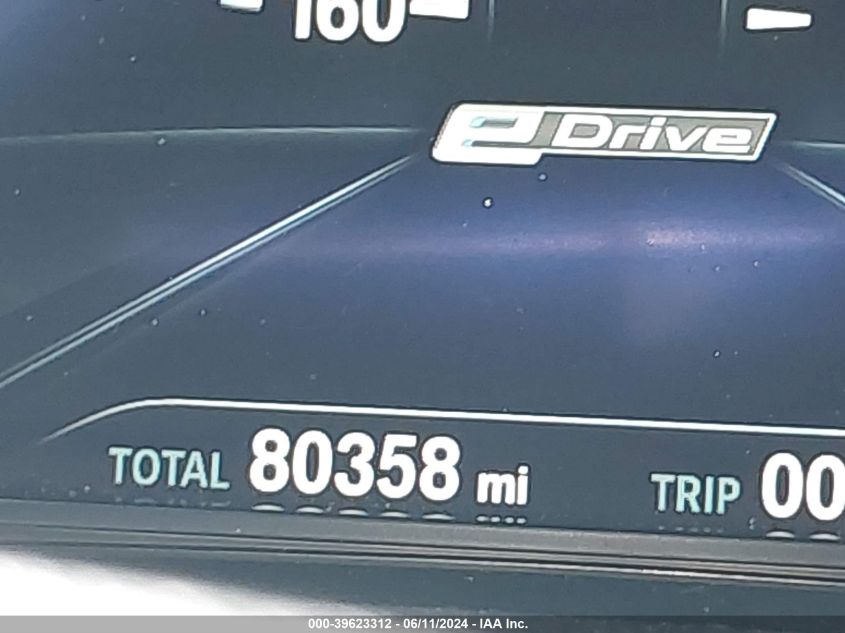 160
eDrive
TOTAL 80358 mi TRIP 00
000-39623312 - 06/11/2024 - IAA Inc.